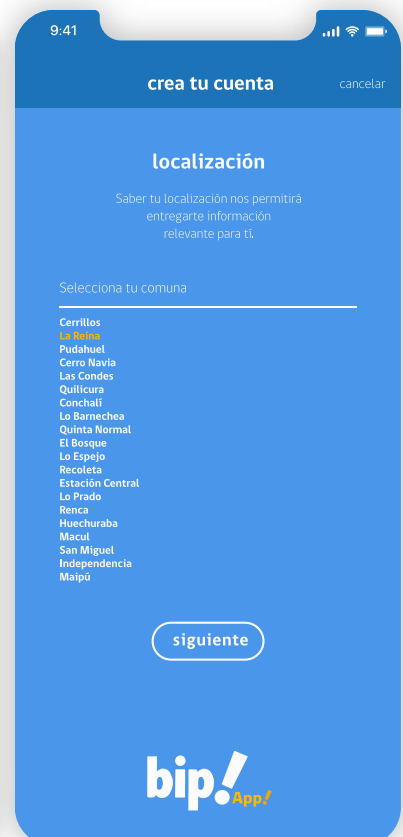 9:41
crea tu cuenta
cancelar
localización
Saber tu localización nos permitirá
entregarte información
relevante para tí.
Selecciona tu comuna
Cerrillos
La Reina
Pudahuel
Cerro Navia
Las Condes
Quilicura
Conchalí
Lo Barnechea
Quinta Normal
El Bosque
Lo Espejo
Recoleta
Estación Central
Lo Prado
Renca
Huechuraba
Macul
San Miguel
Independencia
Maipú
siguiente
bip!
App!